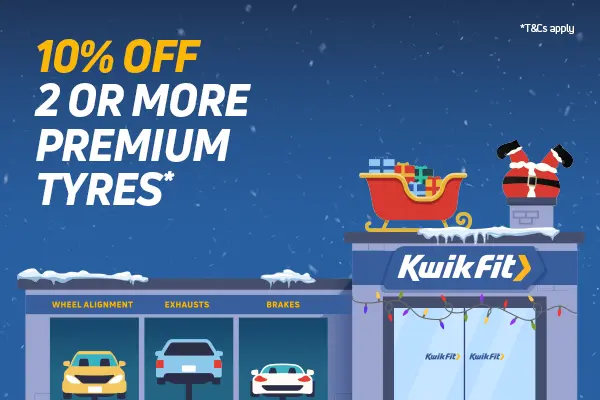 *T&Cs apply
10% OFF
2 OR MORE
PREMIUM
TYRES*
KwikFit
WHEEL ALIGNMENT
EXHAUSTS
BRAKES
KwikFit
KwikFit